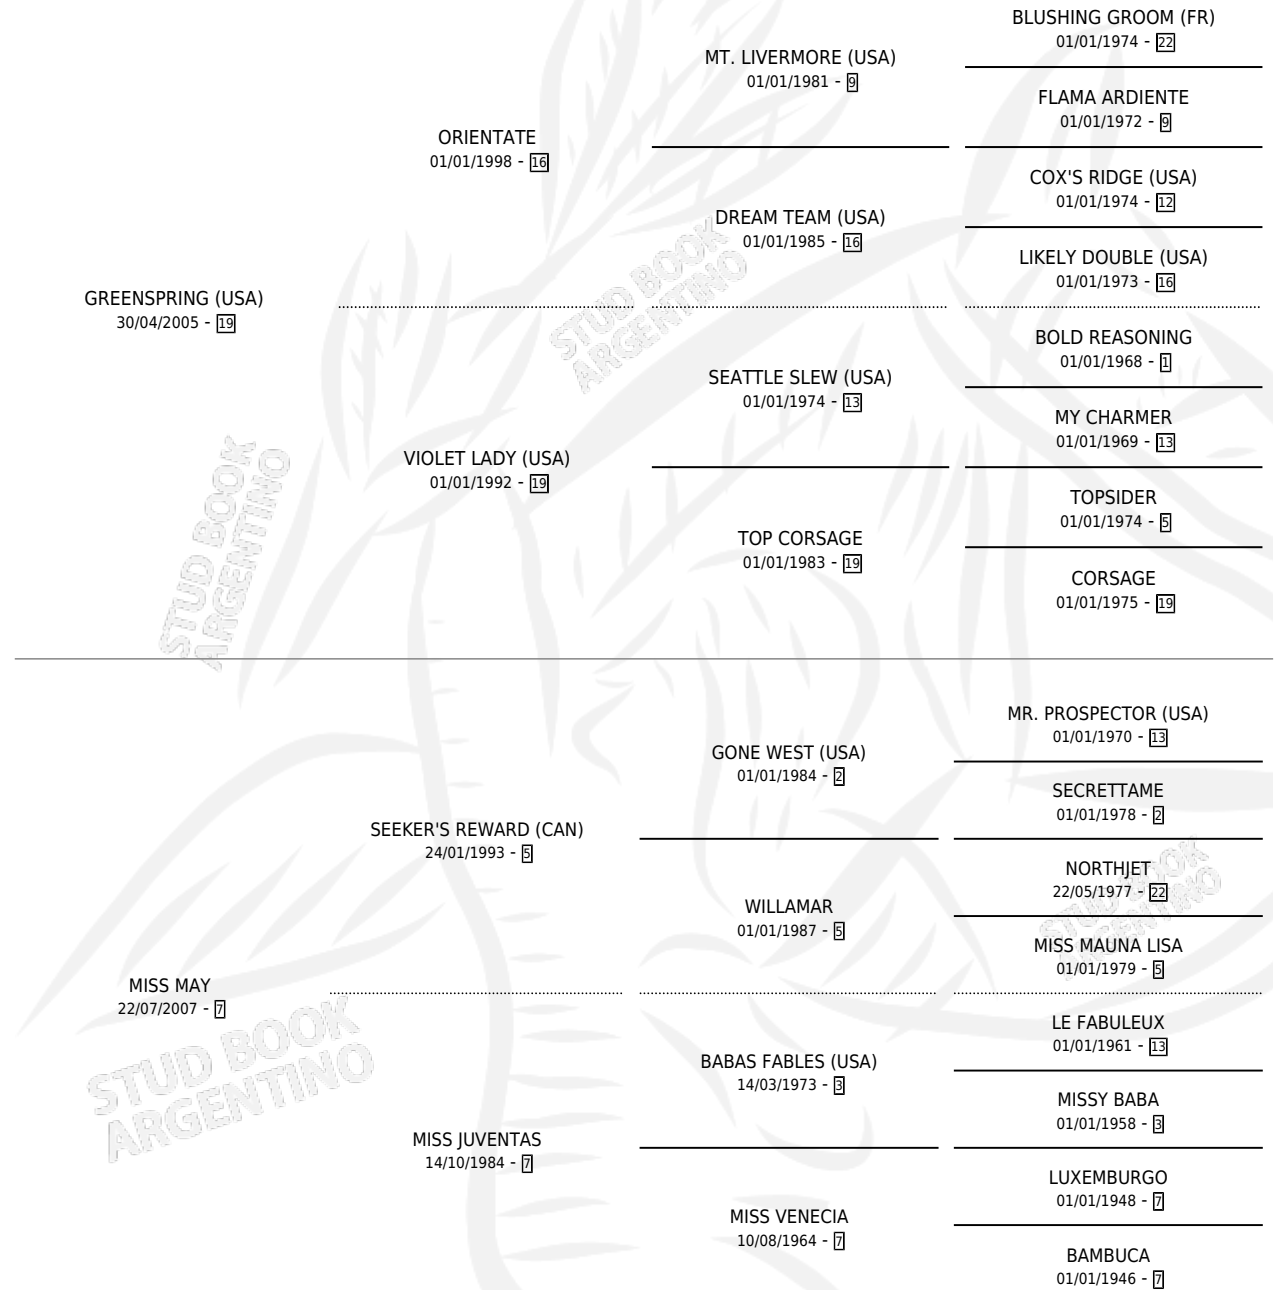 BLUSHING GROOM (FR)
01/01/1974 - 22
MT. LIVERMORE (USA)
01/01/1981 - 9
FLAMA ARDIENTE
01/01/1972 - 9
ORIENTATE
01/01/1998 - 16
COX'S RIDGE (USA)
01/01/1974 - 12
DREAM TEAM (USA)
01/01/1985 - 16
LIKELY DOUBLE (USA)
01/01/1973 - 16
GREENSPRING (USA)
30/04/2005 - 19
STUD BOOK
ARGENTINO
BOLD REASONING
01/01/1968 - 1
SEATTLE SLEW (USA)
01/01/1974 - 13
MY CHARMER
01/01/1969 - 13
VIOLET LADY (USA)
01/01/1992 - 19
TOPSIDER
01/01/1974 - 5
TOP CORSAGE
01/01/1983 - 19
CORSAGE
01/01/1975 - 19
STUD BOOK
ARGENTINO
MR. PROSPECTOR (USA)
01/01/1970 - 13
GONE WEST (USA)
01/01/1984 - 2
SECRETTAME
01/01/1978 - 2
SEEKER'S REWARD (CAN)
24/01/1993 - 5
NORTHJET
22/05/1977 - 22
WILLAMAR
01/01/1987 - 5
MISS MAUNA LISA
01/01/1979 - 5
STUD BOOK
ARGENTINO
MISS MAY
22/07/2007 - 7
LE FABULEUX
01/01/1961 - 13
BABAS FABLES (USA)
14/03/1973 - 3
MISSY BABA
01/01/1958 - 3
STUD BOOK
ARGENTINO
MISS JUVENTAS
14/10/1984 - 7
LUXEMBURGO
01/01/1948 - 7
MISS VENECIA
10/08/1964 - 7
BAMBUCA
01/01/1946 - 7